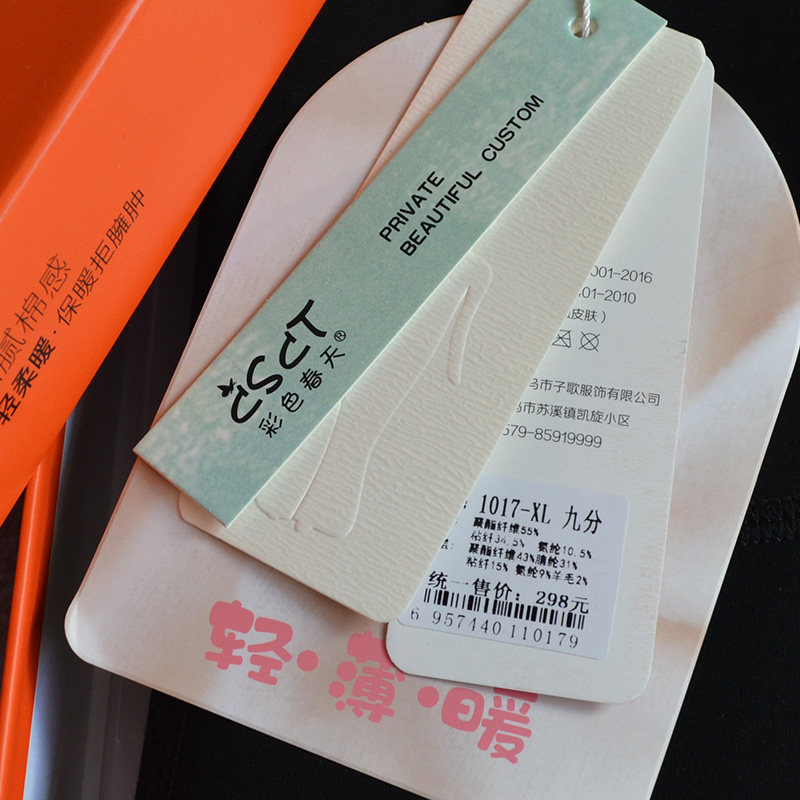 腻棉感
轻柔暖·保暖拒臃肿
PRIVATE
BEAUTIFUL CUSTOM
CSCT
彩色春天®
001-2016
01-2010
皮肤）
乌市子歌服饰有限公司
乌市苏溪镇凯旋小区
579-85919999
1017-XL 九分
聚酯纤维55%
粘纤34.5% 氨纶10.5%
聚酯纤维43%腈纶31%
粘纤15% 氨纶9%羊毛2%
统一售价：298元
6 957440 110179
轻·薄·暖